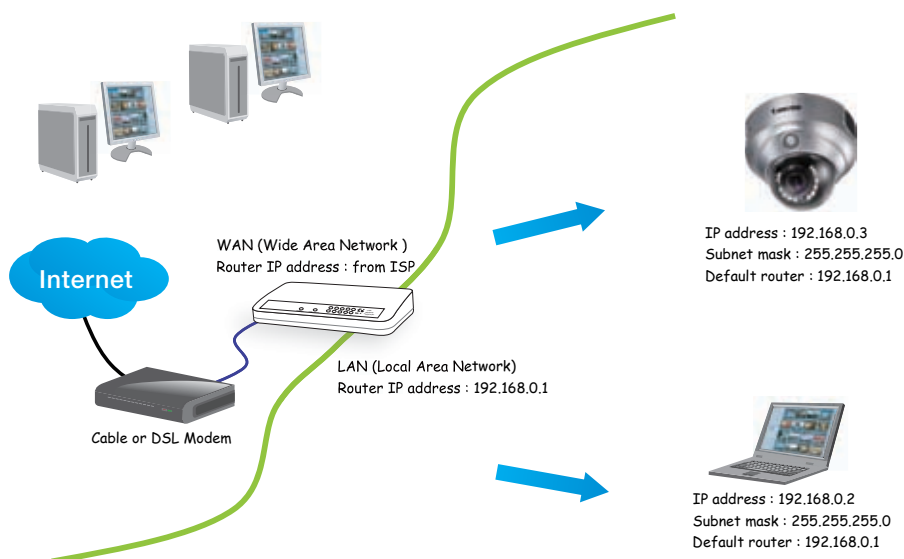 WAN (Wide Area Network )
Router IP address : from ISP
Internet
LAN (Local Area Network)
Router IP address : 192.168.0.1
Cable or DSL Modem
IP address : 192.168.0.3
Subnet mask : 255.255.255.0
Default router : 192.168.0.1
IP address : 192.168.0.2
Subnet mask : 255.255.255.0
Default router : 192.168.0.1